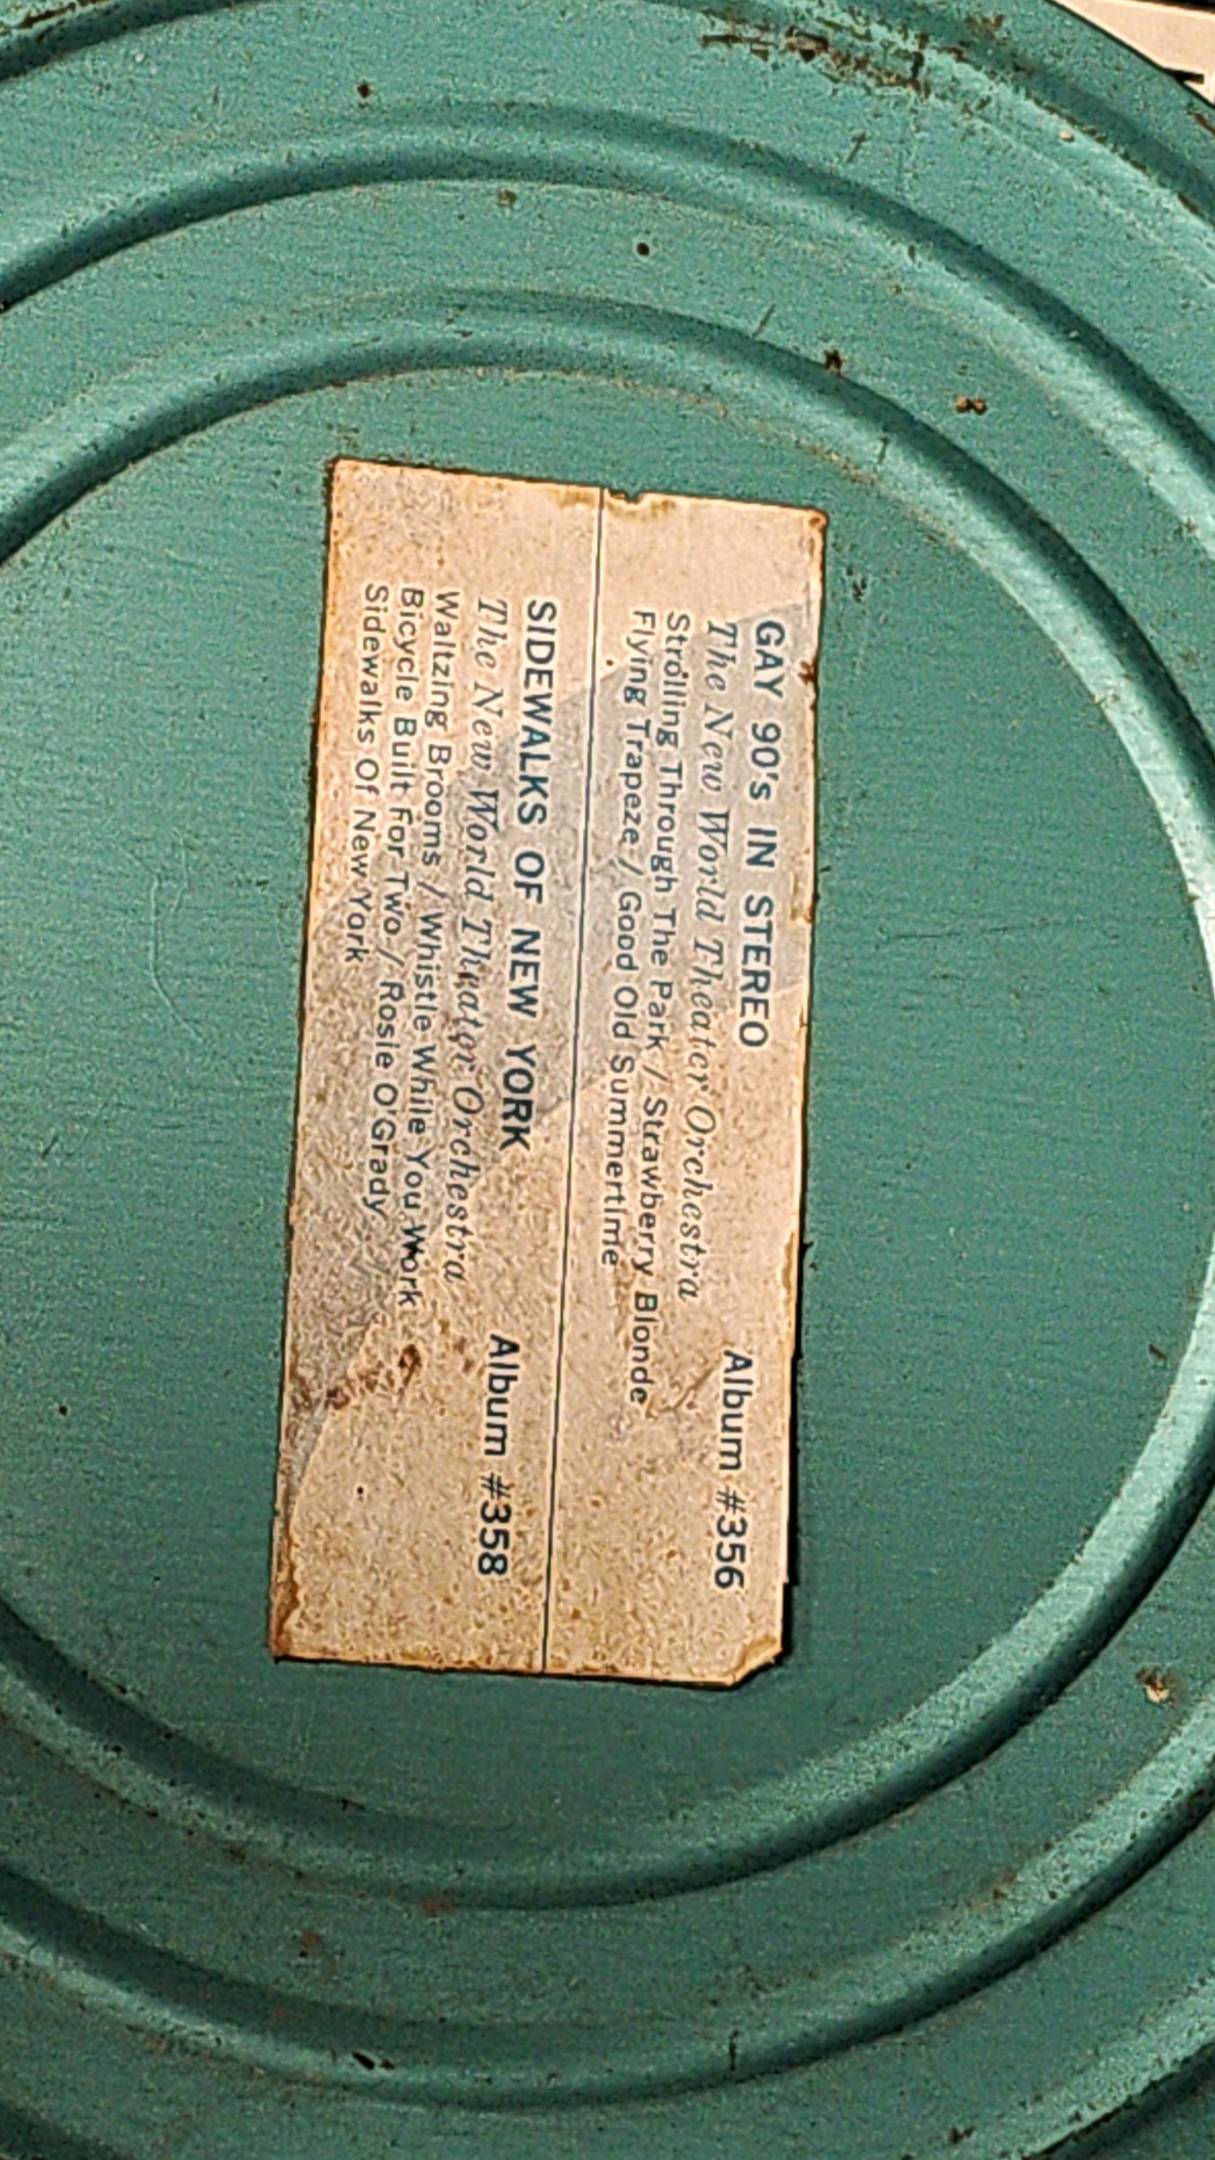 GAY 90's IN STEREO Album #356
The New World Theater Orchestra
Strolling Through The Park / Strawberry Blonde
Flying Trapeze / Good Old Summertime
SIDEWALKS OF NEW YORK Album #358
The New World Theater Orchestra
Waltzing Brooms / Whistle While You Work
Bicycle Built For Two / Rosie O'Grady
Sidewalks Of New York